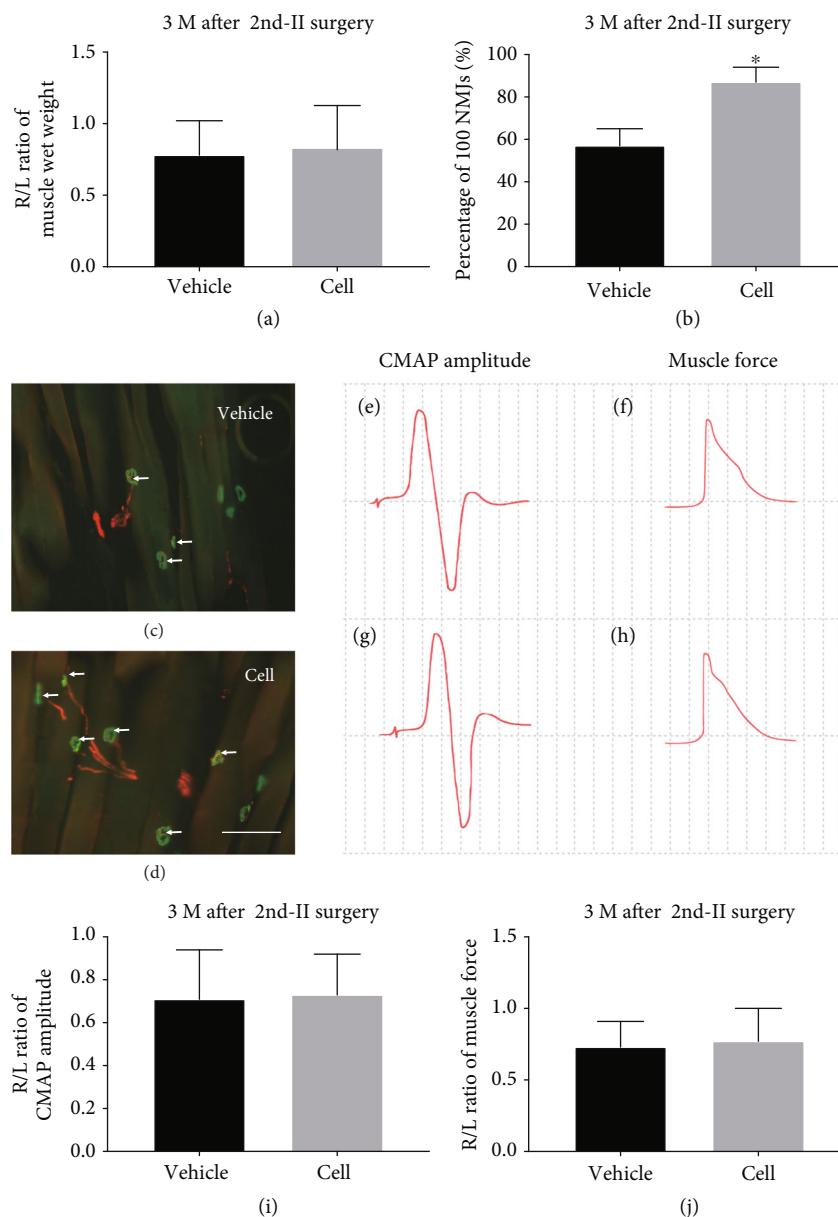 3 M after 2nd-II surgery
R/L ratio of
muscle wet weight
1.5
1.0
0.5
0.0
Vehicle
Cell
(a)
3 M after 2nd-II surgery
Percentage of 100 NMJs (%)
100
80
60
40
20
0
Vehicle
Cell
*
(b)
Vehicle
(c)
Cell
(d)
CMAP amplitude
Muscle force
(e)
(f)
(g)
(h)
3 M after 2nd-II surgery
R/L ratio of
CMAP amplitude
1.0
0.8
0.6
0.4
0.2
0.0
Vehicle
Cell
(i)
3 M after 2nd-II surgery
R/L ratio of muscle force
1.5
1.0
0.5
0.0
Vehicle
Cell
(j)